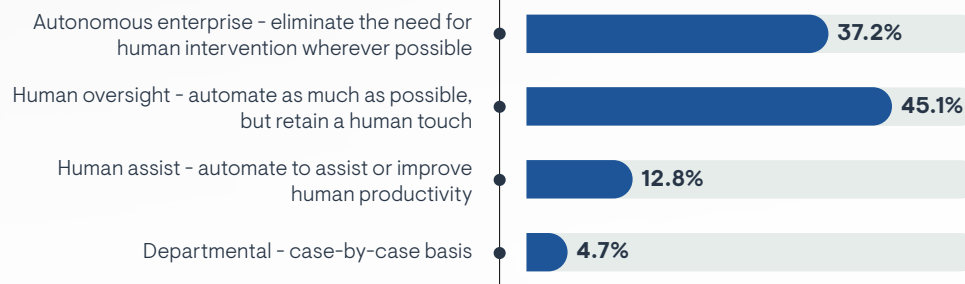 Autonomous enterprise - eliminate the need for
human intervention wherever possible
37.2%
Human oversight - automate as much as possible,
but retain a human touch
45.1%
Human assist - automate to assist or improve
human productivity
12.8%
Departmental - case-by-case basis
4.7%